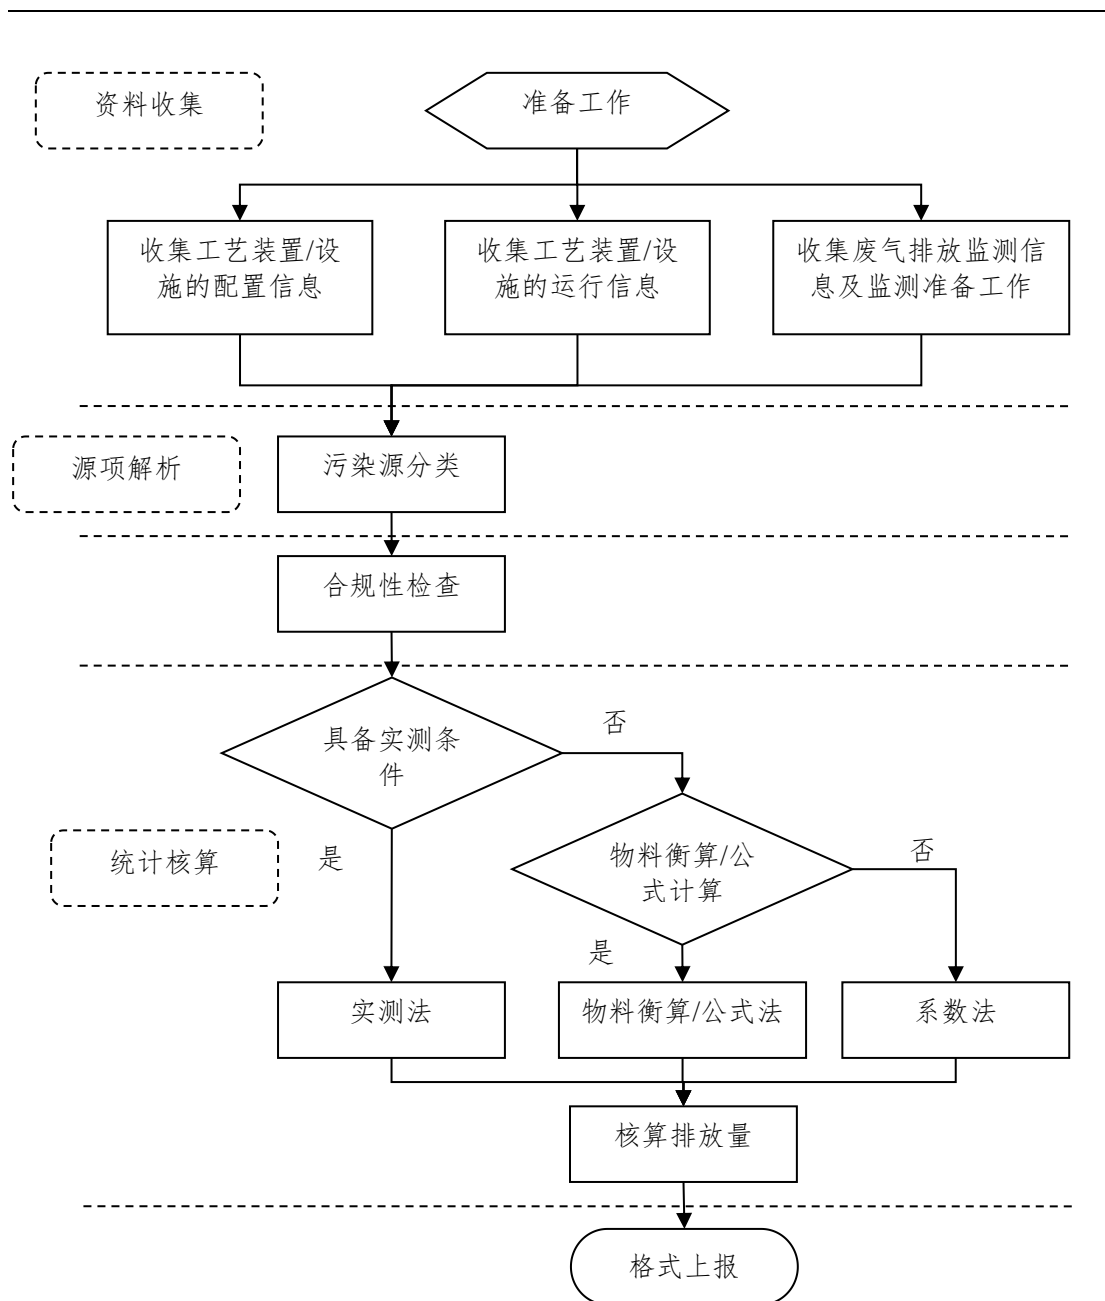 资料收集
准备工作
收集工艺装置/设
施的配置信息
收集工艺装置/设
施的运行信息
收集废气排放监测信
息及监测准备工作
源项解析
污染源分类
合规性检查
具备实测条
件
否
统计核算
是
物料衡算/公
式计算
否
是
实测法
物料衡算/公式法
系数法
核算排放量
格式上报